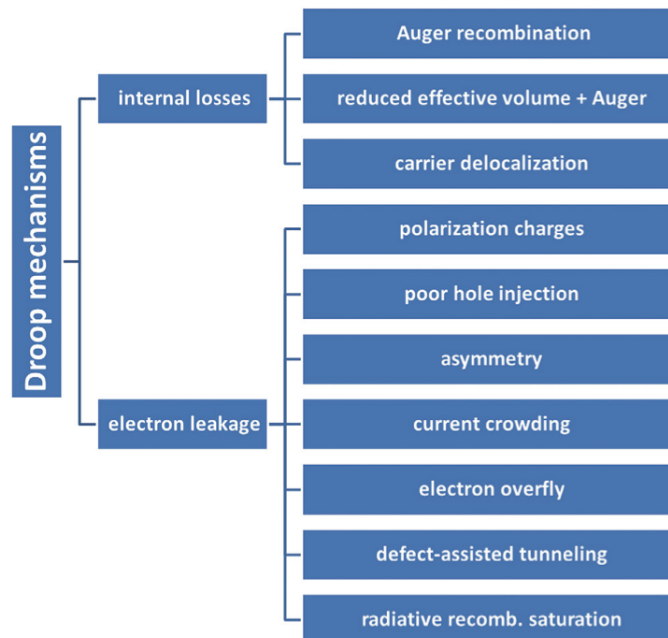 Droop mechanisms
internal losses
Auger recombination
reduced effective volume + Auger
carrier delocalization
electron leakage
polarization charges
poor hole injection
asymmetry
current crowding
electron overfly
defect-assisted tunneling
radiative recomb. saturation